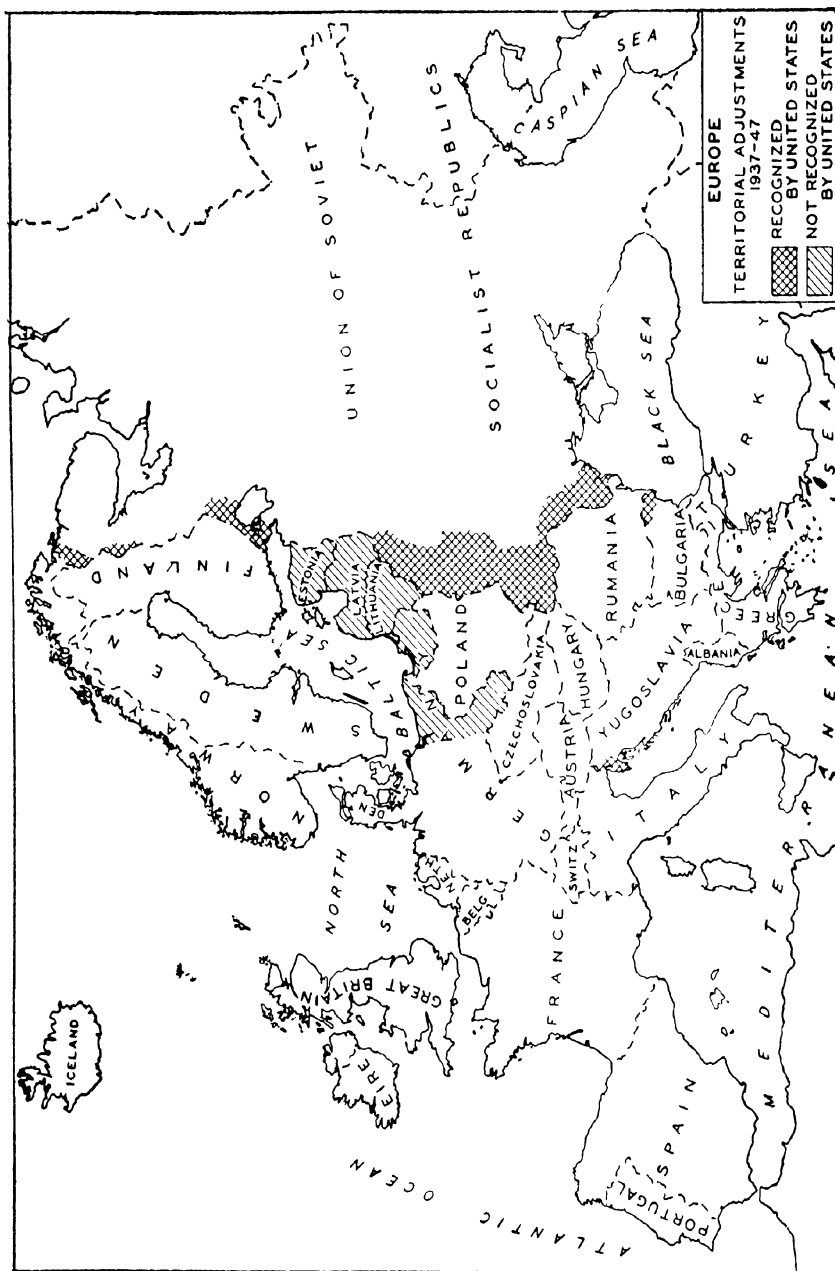 EUROPE
TERRITORIAL ADJUSTMENTS
1937-47
RECOGNIZED
BY UNITED STATES
NOT RECOGNIZED
BY UNITED STATES
ICELAND
ATLANTIC OCEAN
EIRE
GREAT BRITAIN
NORTH
SEA
NORWAY
SWEDEN
FINLAND
BALTIC SEA
DEN
ESTONIA
LATVIA
LITHUANIA
UNION OF SOVIET
SOCIALIST REPUBLICS
NETH
BELG
GERMANY
POLAND
CZECHOSLOVAKIA
FRANCE
SWITZ
AUSTRIA
HUNGARY
RUMANIA
PORTUGAL
SPAIN
ITALY
YUGOSLAVIA
BULGARIA
ALBANIA
GREECE
TURKEY
BLACK SEA
CASPIAN SEA
MEDITERRANEAN SEA